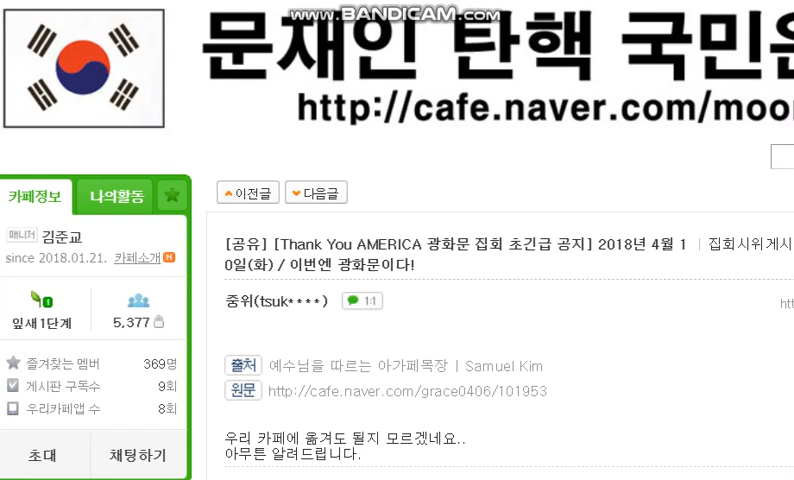 www.BANDICAM.com
문재인 탄핵 국민
http://cafe.naver.com/moo
카페정보
나의활동
이전글
다음글
매니저 김준교
since 2018.01.21. 카페소개
잎새1단계
5,377
즐겨찾는 멤버 369명
게시판 구독수 9회
우리카페앱 수 8회
초대
채팅하기
[공유] [Thank You AMERICA 광화문 집회 초긴급 공지] 2018년 4월 1 | 집회시위게시
0일(화) / 이번엔 광화문이다!
중위(tsuk****) 1:1
htt
출처 예수님을 따르는 아가페목장 | Samuel Kim
원문 http://cafe.naver.com/grace0406/101953
우리 카페에 옮겨도 될지 모르겠네요..
아무튼 알려드립니다.